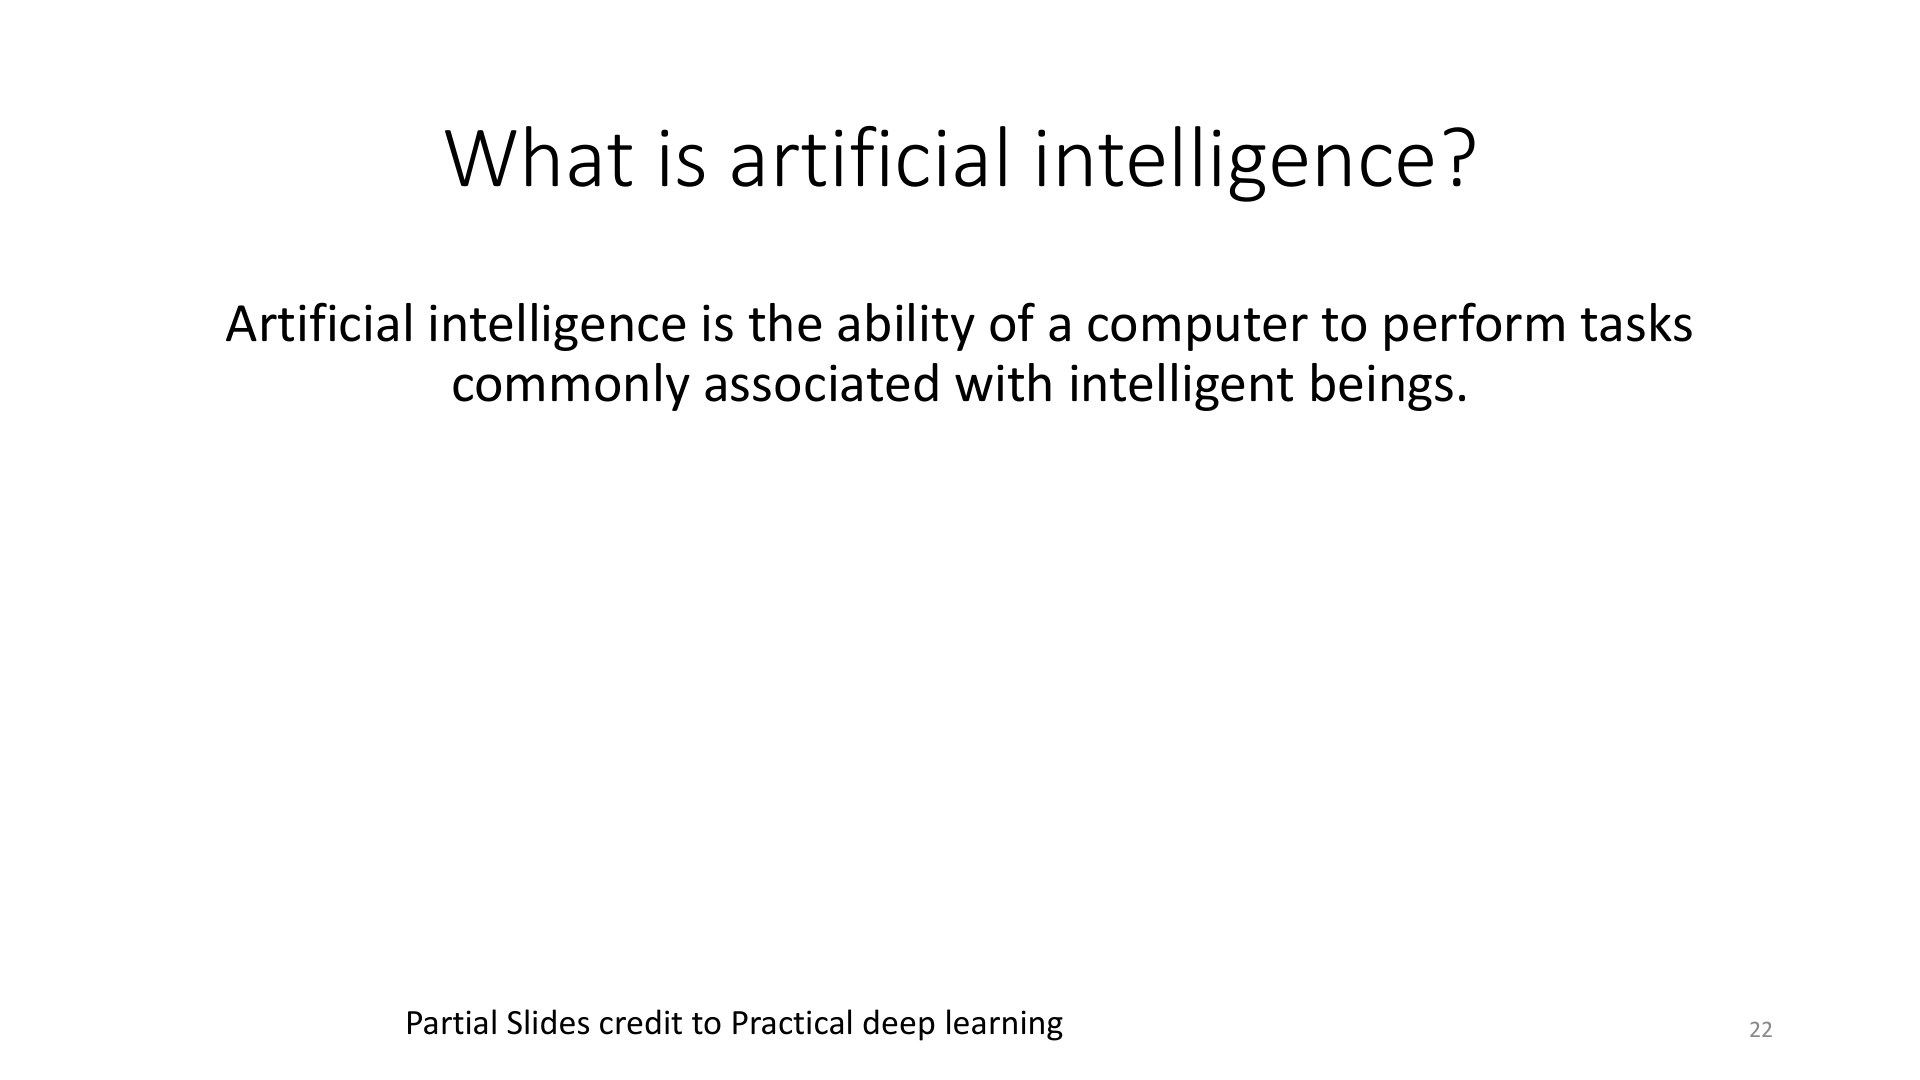 What is artificial intelligence?
Artificial intelligence is the ability of a computer to perform tasks
commonly associated with intelligent beings.
Partial Slides credit to Practical deep learning
22